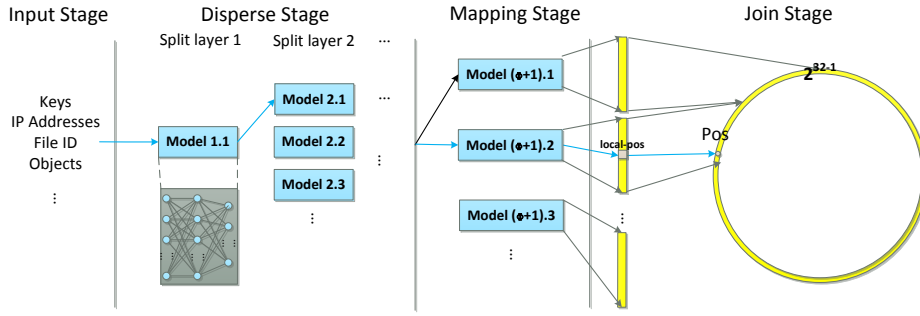 Input Stage
Disperse Stage
Mapping Stage
Join Stage
Split layer 1
Split layer 2
...
Keys
IP Addresses
File ID
Objects
⋮
Model 1.1
Model 2.1
...
Model 2.2
...
Model 2.3
⋮
Model (Φ+1).1
Model (Φ+1).2
Model (Φ+1).3
⋮
local-pos
⋮
Pos
2^32-1